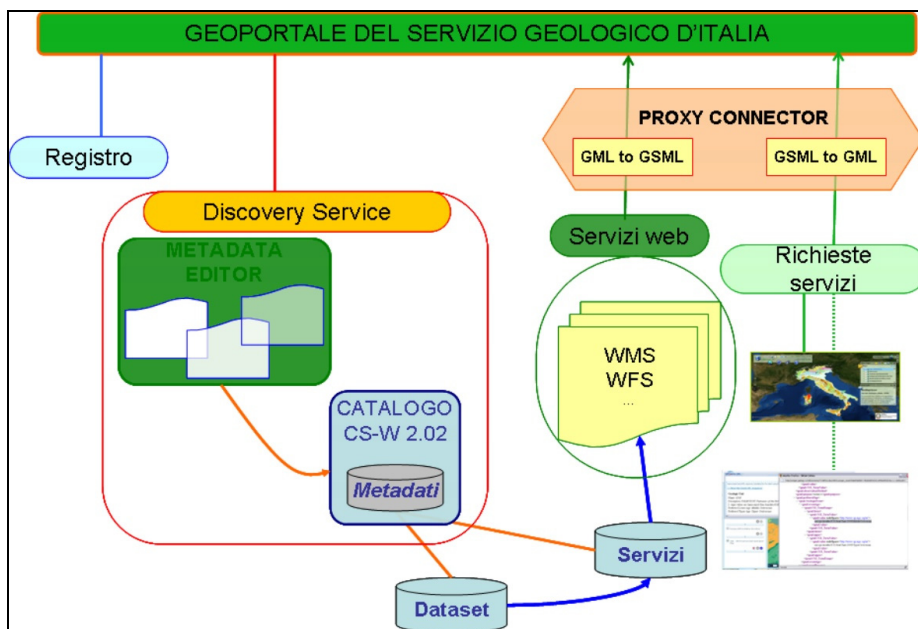 GEOPORTALE DEL SERVIZIO GEOLOGICO D'ITALIA
PROXY CONNECTOR
GML to GSML
GSML to GML
Registro
Discovery Service
Servizi web
METADATA
EDITOR
Richieste
servizi
WMS
WFS
...
CATALOGO
CS-W 2.02
Metadati
Servizi
Dataset